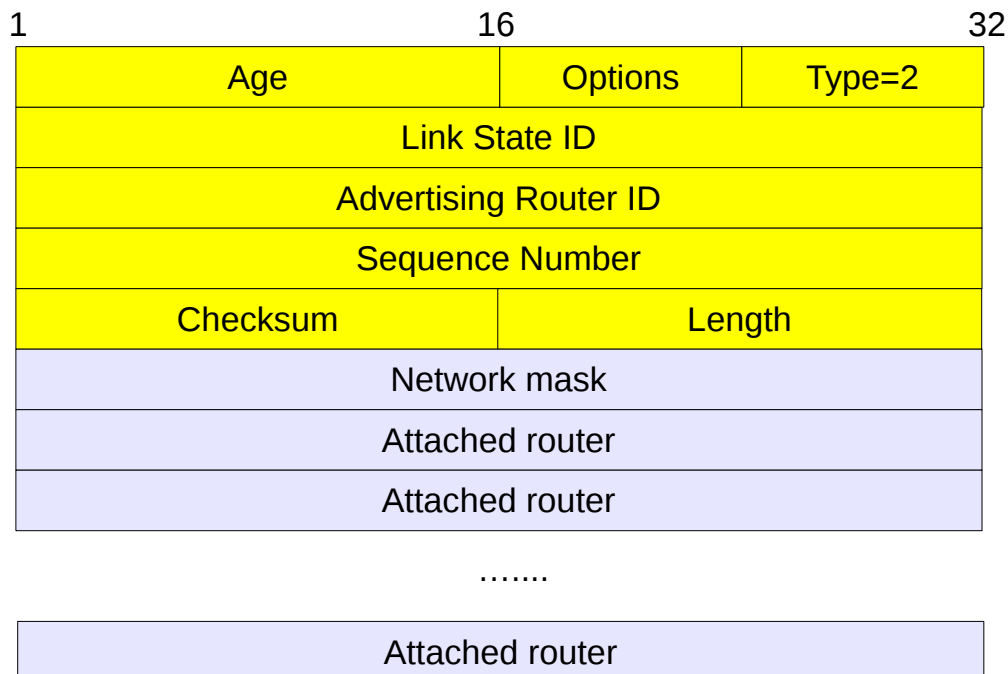 1 16 32
Age Options Type=2
Link State ID
Advertising Router ID
Sequence Number
Checksum Length
Network mask
Attached router
Attached router
…....
Attached router